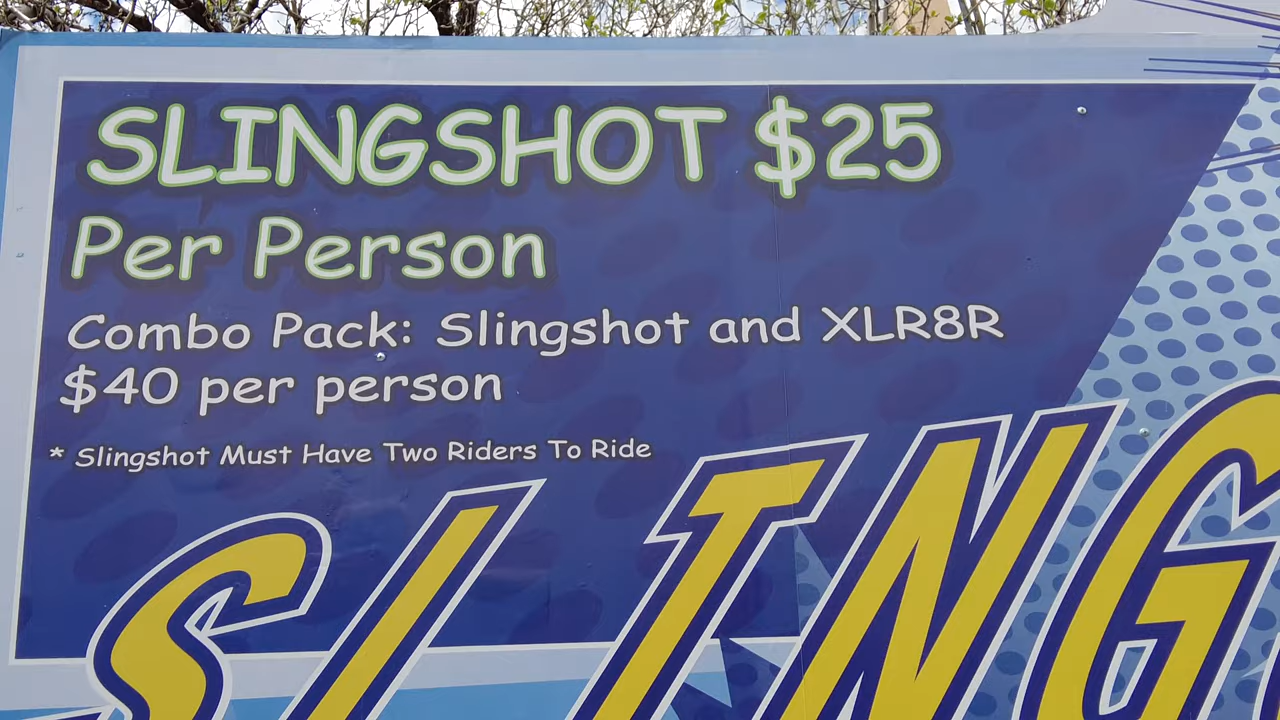 SLINGSHOT $25
Per Person
Combo Pack: Slingshot and XLR8R
$40 per person
* Slingshot Must Have Two Riders To Ride
SLING